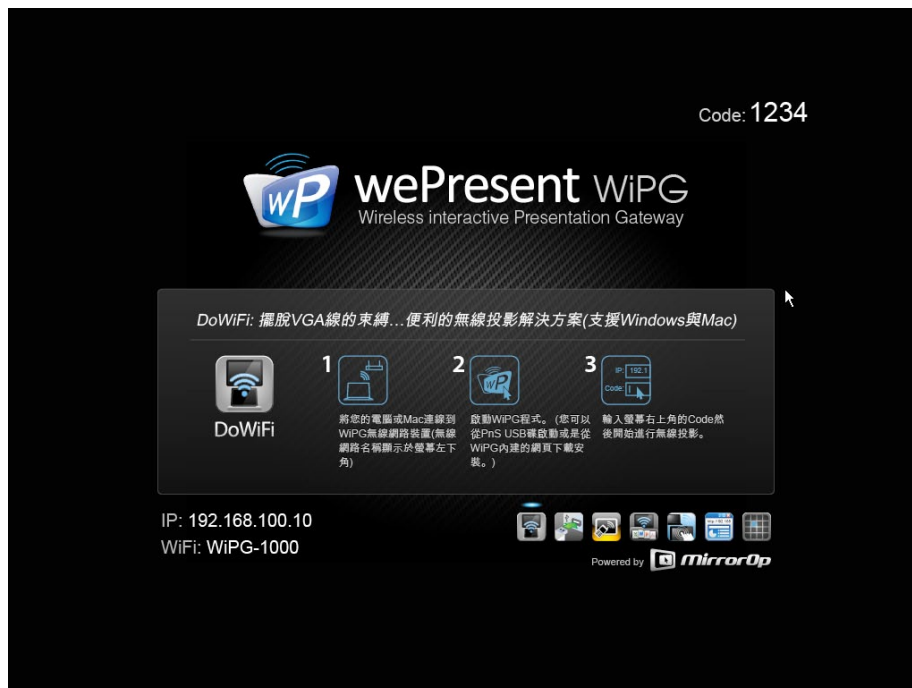 Code: 1234
wP
wePresent WiPG
Wireless interactive Presentation Gateway
DoWiFi: 擺脫VGA線的束縛…便利的無線投影解決方案(支援Windows與Mac)
1
2
wP
3
IP: 192.1
Code: I
DoWiFi
將您的電腦或Mac連線到
WiPG無線網路裝置(無線
網路名稱顯示於螢幕左下
角)
啟動WiPG程式。(您可以
從PnS USB碟啟動或是從
WiPG內建的網頁下載安
裝。)
輸入螢幕右上角的Code然
後開始進行無線投影。
IP: 192.168.100.10
WiFi: WiPG-1000
Powered by MirrorOp